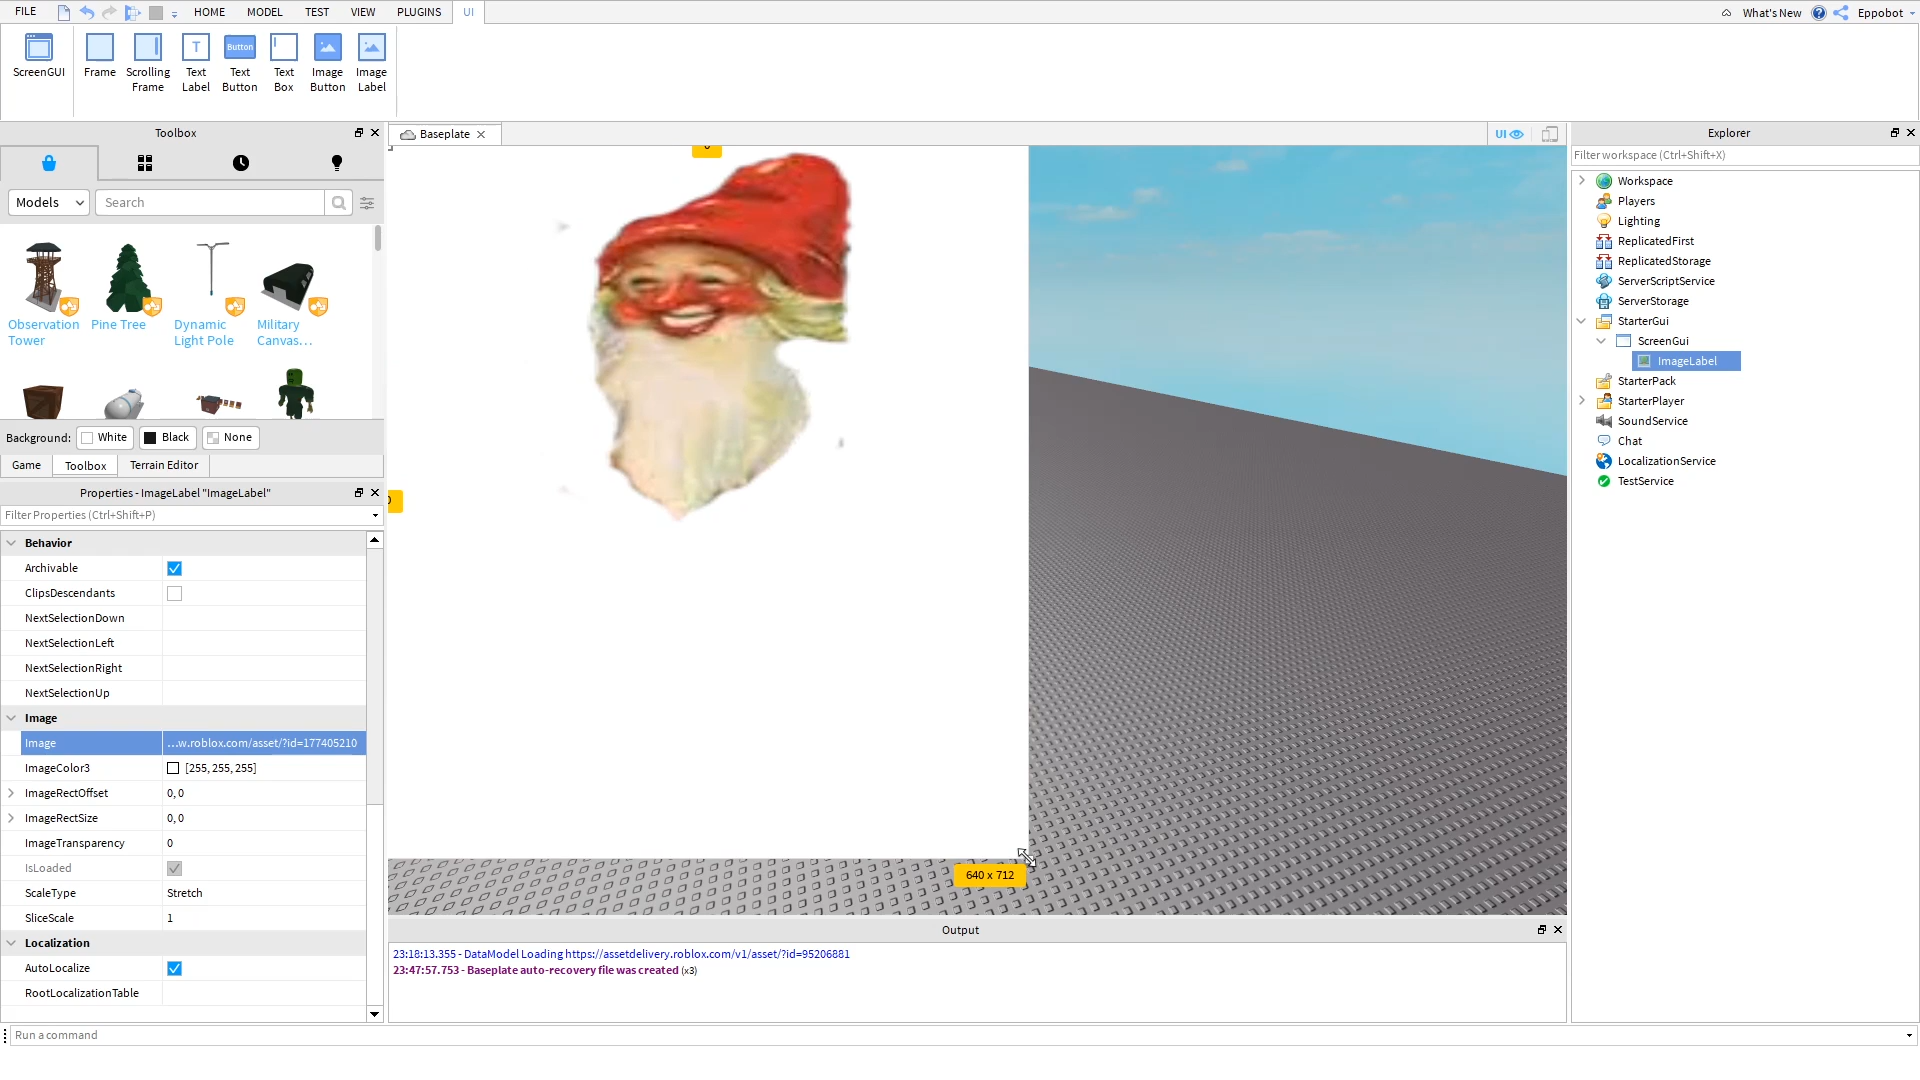 FILE HOME MODEL TEST VIEW PLUGINS UI What's New Eppobot
ScreenGUI Frame Scrolling Frame Text Label Text Button Button Text Box Image Button Image Label
Toolbox
Baseplate
UI
Explorer
Filter workspace (Ctrl+Shift+X)
Models Search
Observation Tower
Pine Tree
Dynamic Light Pole
Military Canvas...
Background: White Black None
Game Toolbox Terrain Editor
Properties - ImageLabel "ImageLabel"
Filter Properties (Ctrl+Shift+P)
Behavior
Archivable
ClipsDescendants
NextSelectionDown
NextSelectionLeft
NextSelectionRight
NextSelectionUp
Image
Image ...w.roblox.com/asset/?id=177405210
ImageColor3 [255, 255, 255]
ImageRectOffset 0, 0
ImageRectSize 0, 0
ImageTransparency 0
IsLoaded
ScaleType Stretch
SliceScale 1
Localization
AutoLocalize
RootLocalizationTable
640 x 712
Workspace
Players
Lighting
ReplicatedFirst
ReplicatedStorage
ServerScriptService
ServerStorage
StarterGui
ScreenGui
ImageLabel
StarterPack
StarterPlayer
SoundService
Chat
LocalizationService
TestService
Output
23:18:13.355 - DataModel Loading https://assetdelivery.roblox.com/v1/asset/?id=95206881
23:47:57.753 - Baseplate auto-recovery file was created (x3)
Run a command